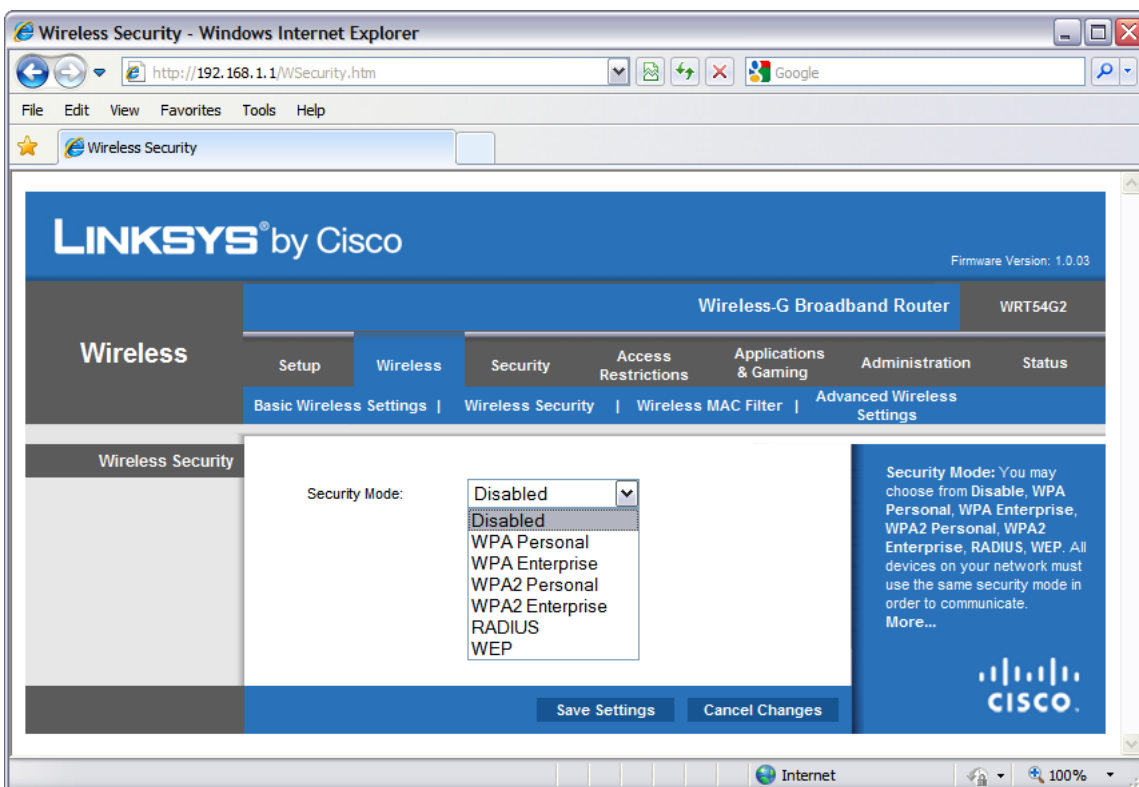 Wireless Security - Windows Internet Explorer
http://192.168.1.1/WSecurity.htm
Google
File Edit View Favorites Tools Help
Wireless Security
LINKSYS® by Cisco
Firmware Version: 1.0.03
Wireless-G Broadband Router WRT54G2
Wireless
Setup Wireless Security Access Restrictions Applications & Gaming Administration Status
Basic Wireless Settings | Wireless Security | Wireless MAC Filter | Advanced Wireless Settings
Wireless Security
Security Mode: Disabled
Disabled
WPA Personal
WPA Enterprise
WPA2 Personal
WPA2 Enterprise
RADIUS
WEP
Security Mode: You may
choose from Disable, WPA
Personal, WPA Enterprise,
WPA2 Personal, WPA2
Enterprise, RADIUS, WEP. All
devices on your network must
use the same security mode in
order to communicate.
More...
Save Settings Cancel Changes
CISCO.
Internet 100%